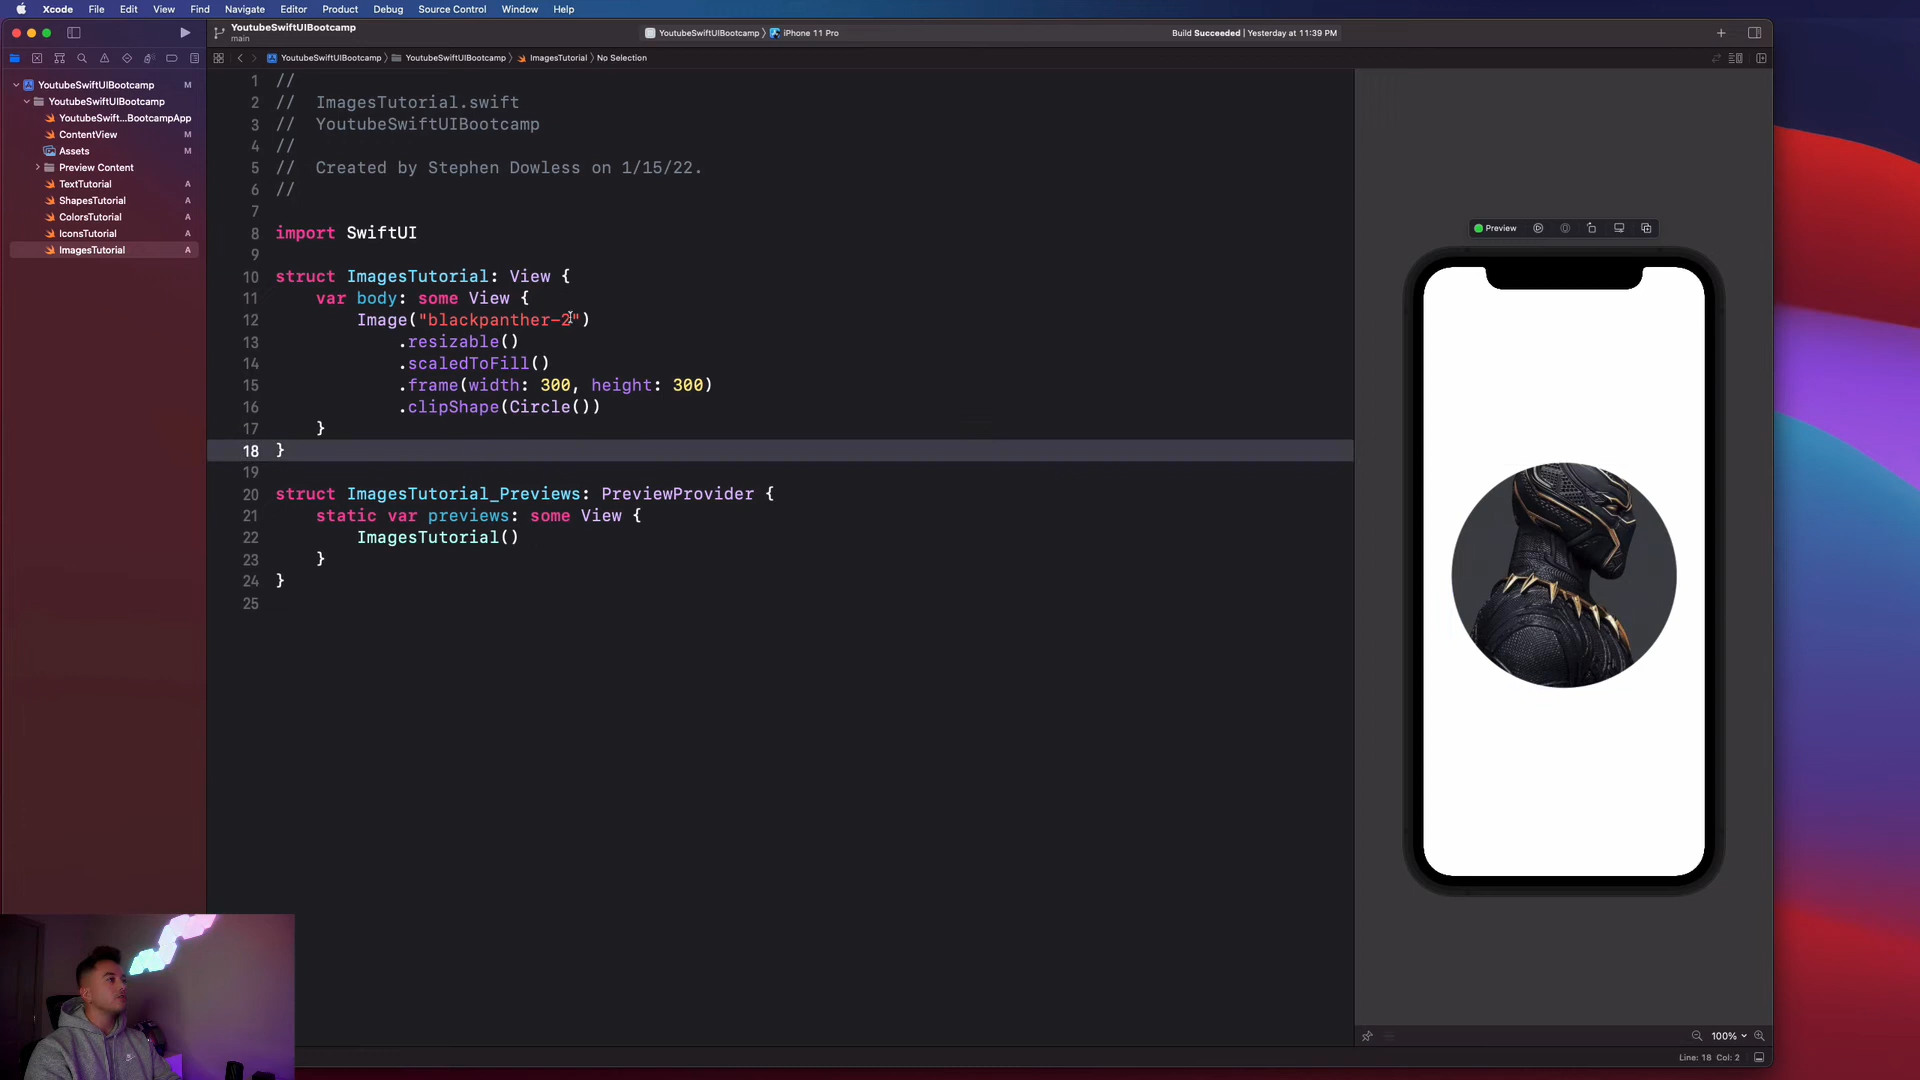 Xcode File Edit View Find Navigate Editor Product Debug Source Control Window Help
YoutubeSwiftUIBootcamp
main
YoutubeSwiftUIBootcamp 〉 iPhone 11 Pro
Build Succeeded | Yesterday at 11:39 PM
YoutubeSwiftUIBootcamp 〉 YoutubeSwiftUIBootcamp 〉 ImagesTutorial 〉 No Selection
YoutubeSwiftUIBootcamp M
YoutubeSwiftUIBootcamp
YoutubeSwift...BootcampApp
ContentView M
Assets M
Preview Content
TextTutorial A
ShapesTutorial A
ColorsTutorial A
IconsTutorial A
ImagesTutorial A
1 //
2 //  ImagesTutorial.swift
3 //  YoutubeSwiftUIBootcamp
4 //
5 //  Created by Stephen Dowless on 1/15/22.
6 //
7
8 import SwiftUI
9
10 struct ImagesTutorial: View {
11     var body: some View {
12         Image("blackpanther-2")
13             .resizable()
14             .scaledToFill()
15             .frame(width: 300, height: 300)
16             .clipShape(Circle())
17     }
18 }
19
20 struct ImagesTutorial_Previews: PreviewProvider {
21     static var previews: some View {
22         ImagesTutorial()
23     }
24 }
25
Preview
100%
Line: 18 Col: 2